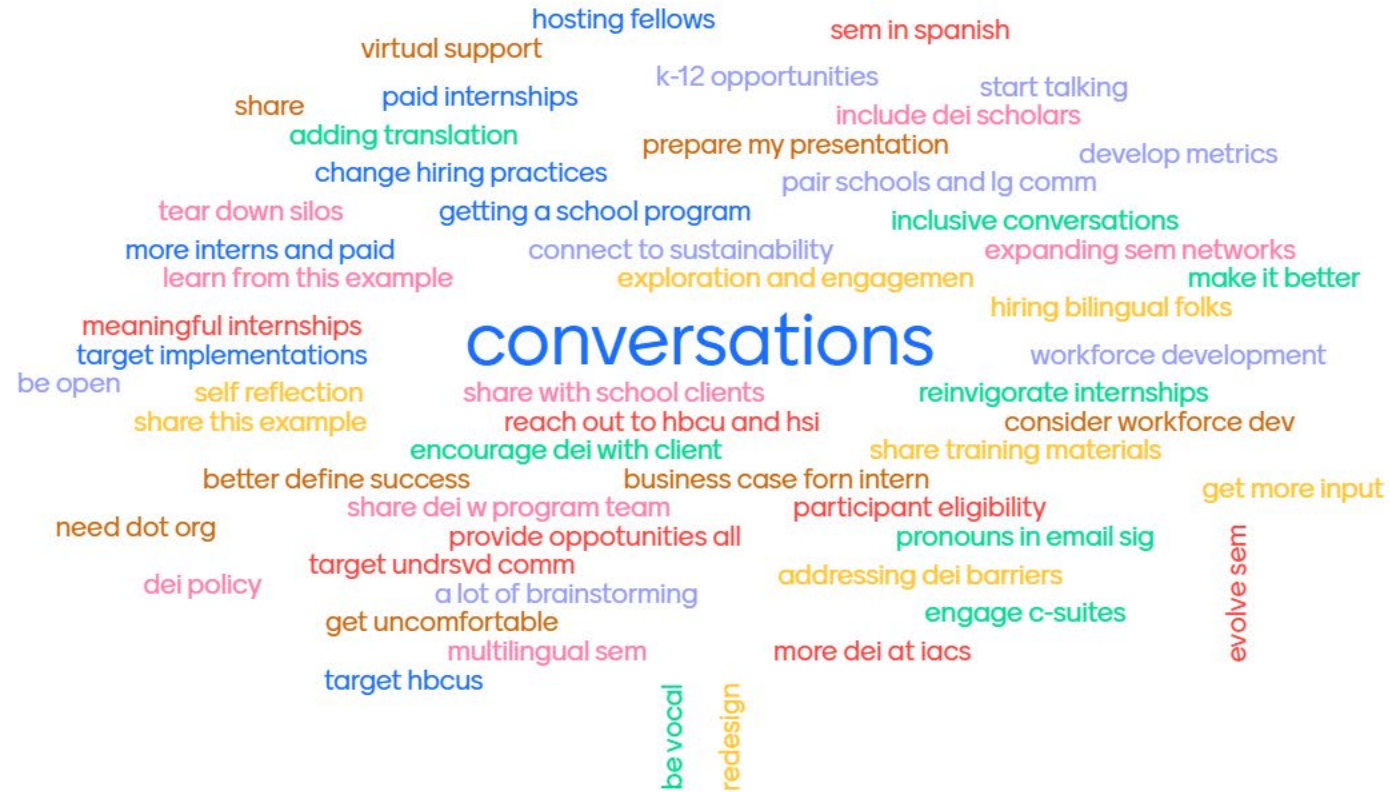 hosting fellows
sem in spanish
virtual support
k-12 opportunities
start talking
share
paid internships
include dei scholars
adding translation
prepare my presentation
develop metrics
change hiring practices
pair schools and lg comm
tear down silos
getting a school program
inclusive conversations
more interns and paid
connect to sustainability
expanding sem networks
learn from this example
exploration and engagemen
make it better
hiring bilingual folks
meaningful internships
conversations
target implementations
workforce development
be open
self reflection
share with school clients
reinvigorate internships
share this example
reach out to hbcu and hsi
consider workforce dev
encourage dei with client
share training materials
better define success
business case forn intern
get more input
share dei w program team
participant eligibility
need dot org
provide oppotunities all
pronouns in email sig
evolve sem
target undrsvd comm
addressing dei barriers
dei policy
a lot of brainstorming
get uncomfortable
engage c-suites
multilingual sem
more dei at iacs
target hbcus
be vocal
redesign